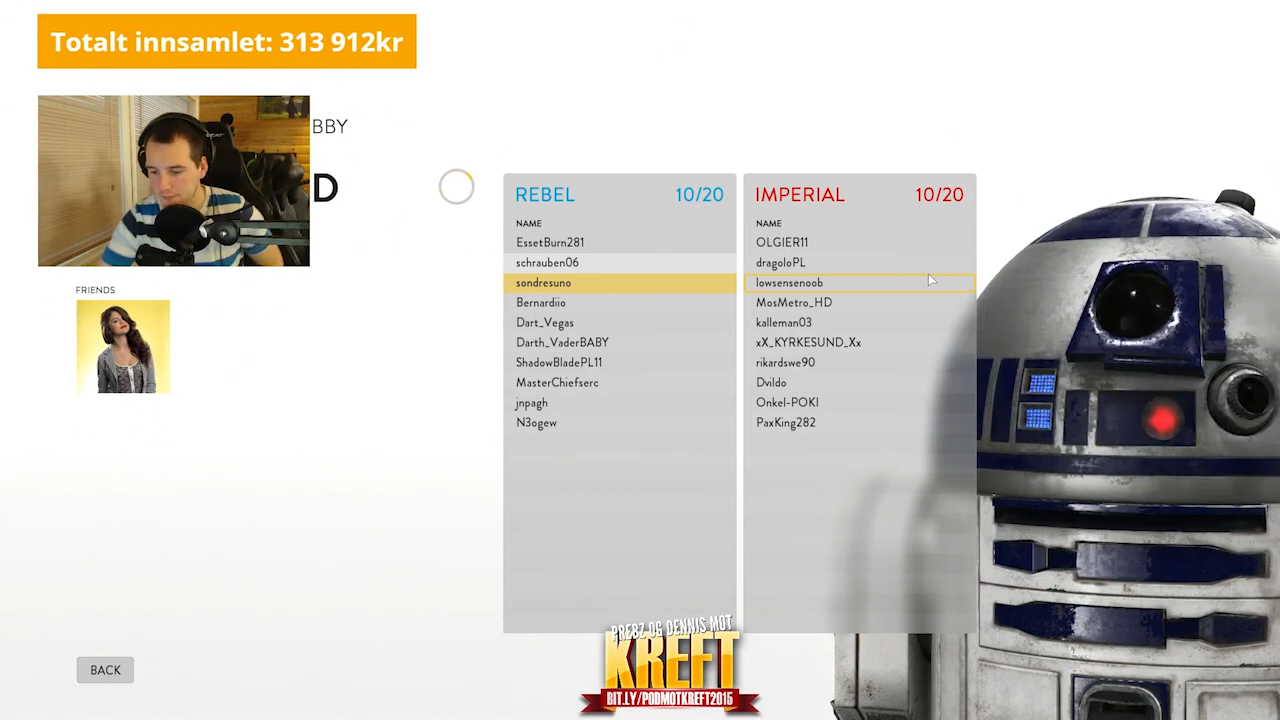 Totalt innsamlet: 313 912kr
BBY
D
FRIENDS
REBEL 10/20
NAME
EssetBurn281
schrauben06
sondresuno
Bernardiio
Dart_Vegas
Darth_VaderBABY
ShadowBladePL11
MasterChiefserc
jnpagh
N3ogew
IMPERIAL 10/20
NAME
OLGIER11
dragoloPL
lowsensenoob
MosMetro_HD
kalleman03
xX_KYRKESUND_Xx
rikardswe90
Dvildo
Onkel-POKI
PaxKing282
BACK
PREBZ OG DENNIS MOT
KREFT
BIT.LY/PODMOTKREFT2015